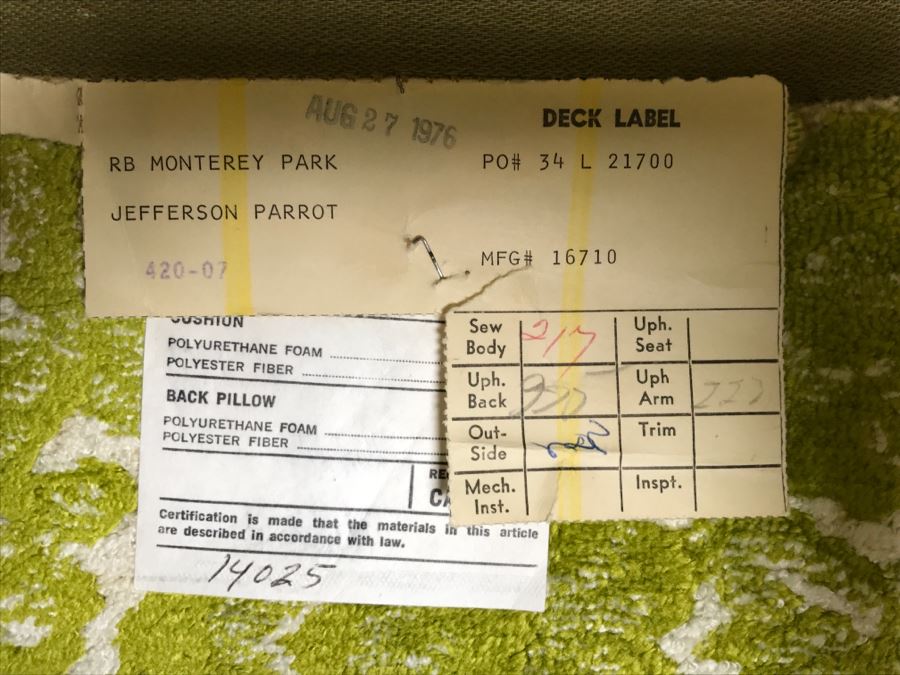 AUG 27 1976
DECK LABEL
RB MONTEREY PARK
PO# 34 L 21700
JEFFERSON PARROT
420-07
MFG# 16710
Sew Body 217
Uph. Seat
Uph. Back
Uph Arm
Out-Side
Trim
Mech. Inst.
Inspt.
CUSHION
POLYURETHANE FOAM
POLYESTER FIBER
BACK PILLOW
POLYURETHANE FOAM
POLYESTER FIBER
Certification is made that the materials in this article
are described in accordance with law.
14025